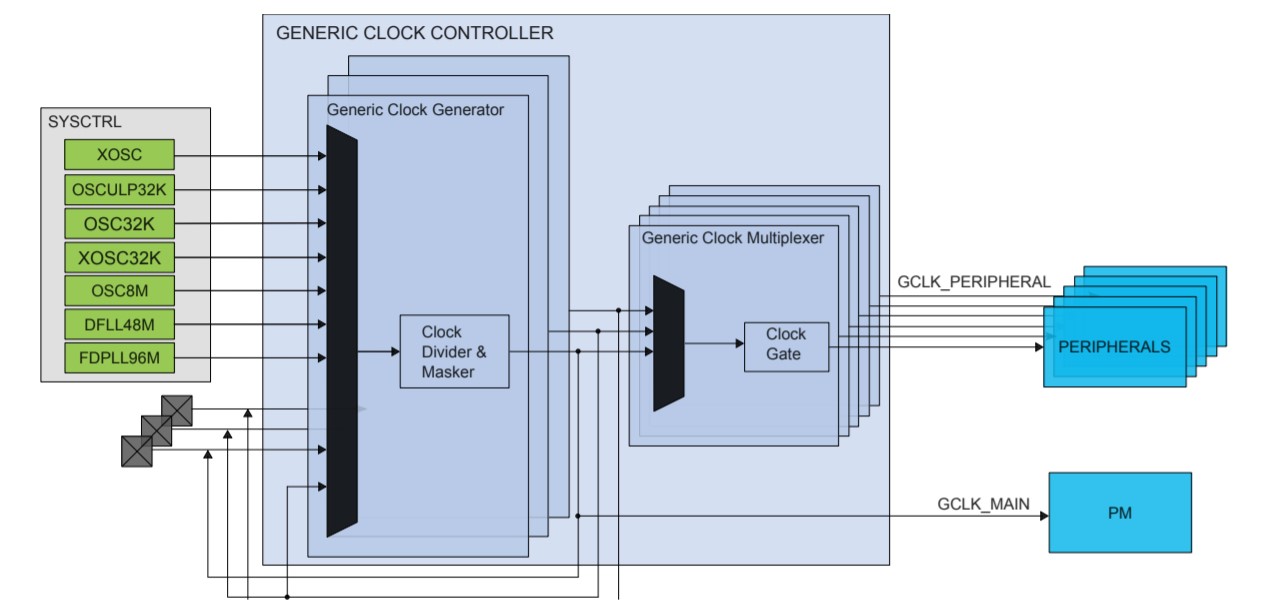 GENERIC CLOCK CONTROLLER
Generic Clock Generator
SYSCTRL
XOSC
OSCULP32K
OSC32K
XOSC32K
OSC8M
DFLL48M
FDPLL96M
Clock
Divider &
Masker
Generic Clock Multiplexer
Clock
Gate
GCLK_PERIPHERAL
PERIPHERALS
GCLK_MAIN
PM